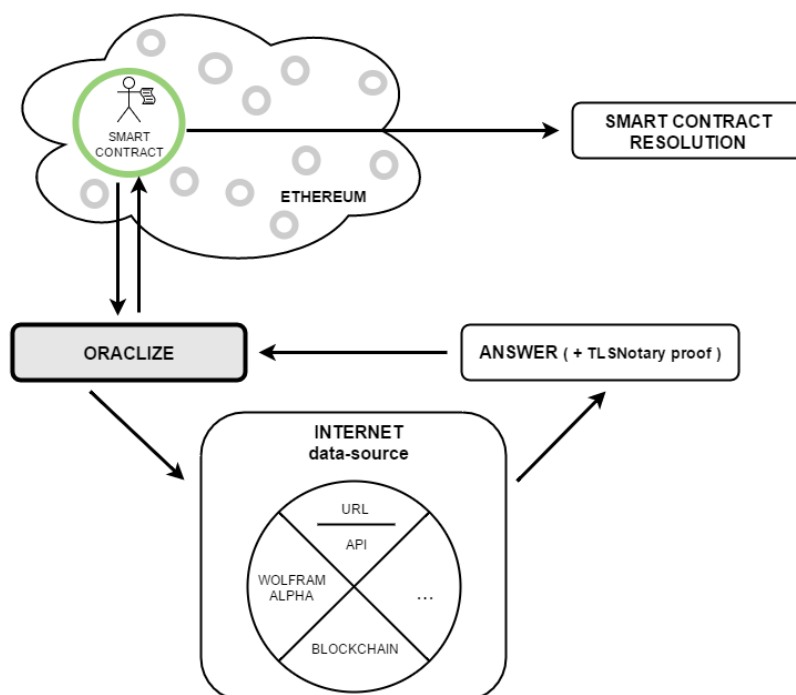 SMART
CONTRACT
SMART CONTRACT
RESOLUTION
ETHEREUM
ORACLIZE
ANSWER ( + TLSNotary proof )
INTERNET
data-source
URL
API
WOLFRAM
ALPHA
...
BLOCKCHAIN